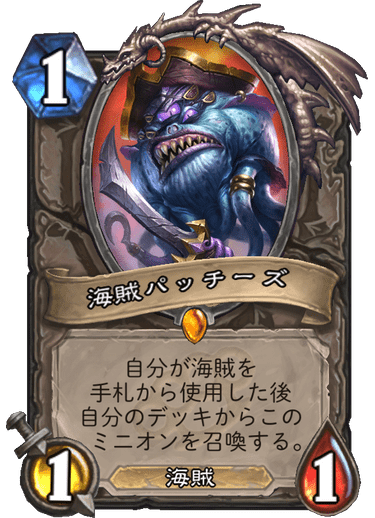 1
海賊パッチーズ
自分が海賊を
手札から使用した後
自分のデッキからこの
ミニオンを召喚する。
海賊
1
1